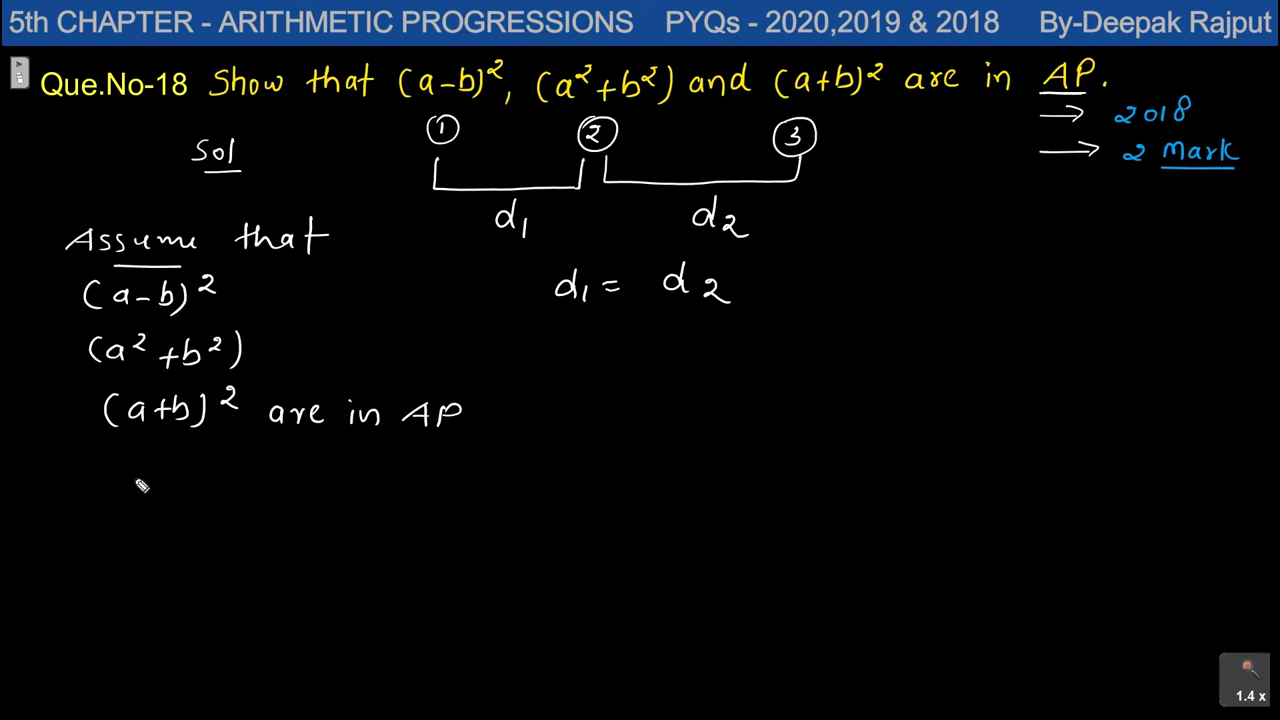 5th CHAPTER - ARITHMETIC PROGRESSIONS PYQs - 2020,2019 & 2018 By-Deepak Rajput
Que.No-18 Show that (a-b)², (a²+b²) and (a+b)² are in AP.
→ 2018
→ 2 Mark
① ② ③
Sol
d₁ d₂
Assume that
d₁ = d₂
(a-b)²
(a²+b²)
(a+b)² are in AP
1.4 x